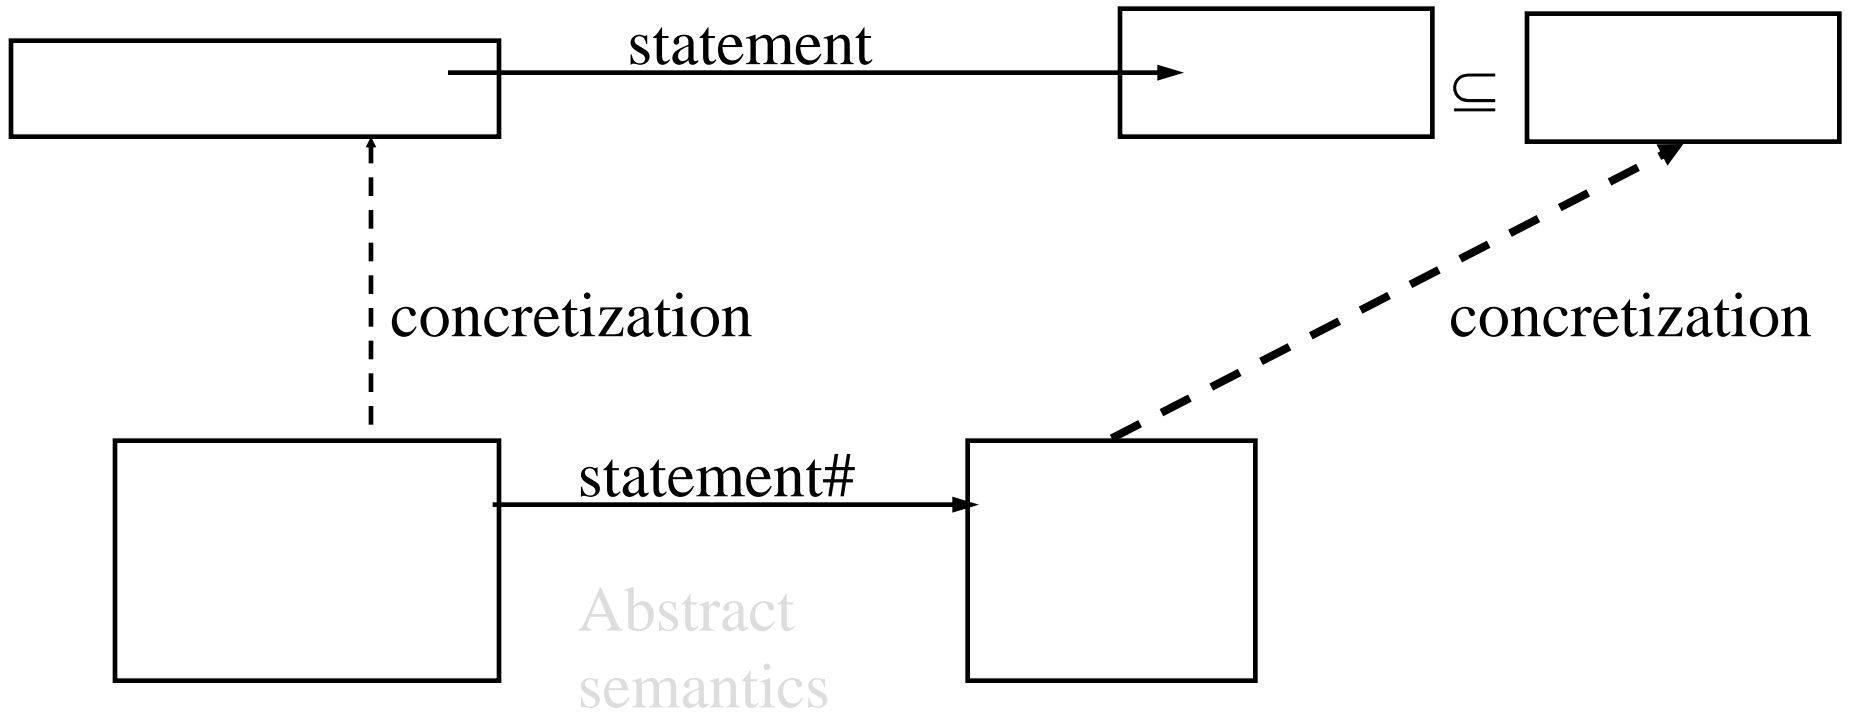 statement
⊆
concretization
concretization
statement#
Abstract
semantics